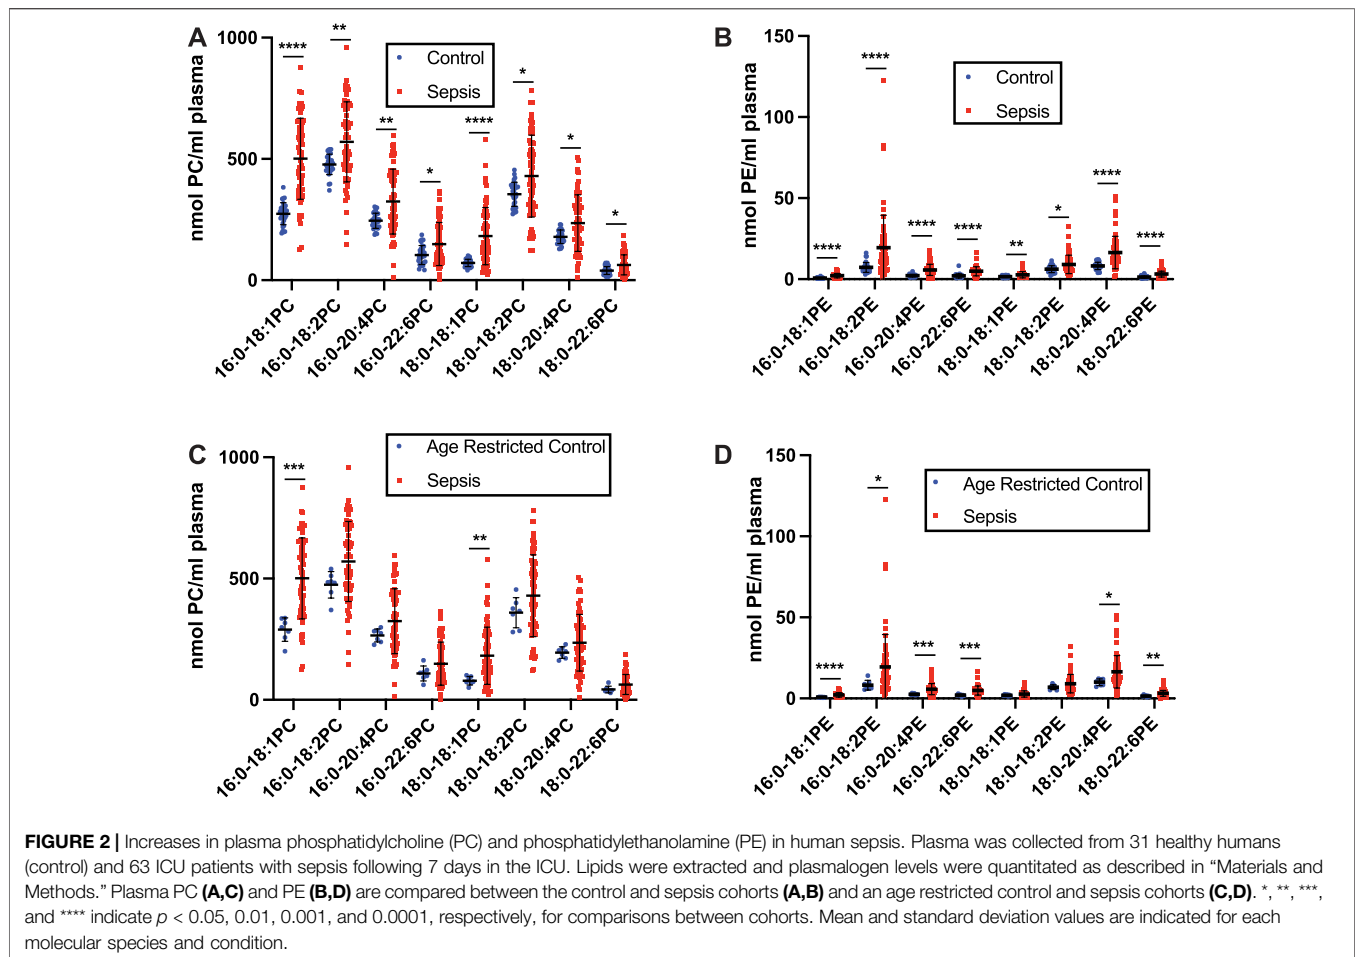 A
1000
500
0
nmol PC/ml plasma
Control
Sepsis
****
**
**
*
****
*
*
*
16:0-18:1PC
16:0-18:2PC
16:0-20:4PC
16:0-22:6PC
18:0-18:1PC
18:0-18:2PC
18:0-20:4PC
18:0-22:6PC
B
150
100
50
0
nmol PE/ml plasma
Control
Sepsis
****
****
****
****
**
*
****
****
16:0-18:1PE
16:0-18:2PE
16:0-20:4PE
16:0-22:6PE
18:0-18:1PE
18:0-18:2PE
18:0-20:4PE
18:0-22:6PE
C
1000
500
0
nmol PC/ml plasma
Age Restricted Control
Sepsis
***
**
16:0-18:1PC
16:0-18:2PC
16:0-20:4PC
16:0-22:6PC
18:0-18:1PC
18:0-18:2PC
18:0-20:4PC
18:0-22:6PC
D
150
100
50
0
nmol PE/ml plasma
Age Restricted Control
Sepsis
****
*
***
***
*
**
16:0-18:1PE
16:0-18:2PE
16:0-20:4PE
16:0-22:6PE
18:0-18:1PE
18:0-18:2PE
18:0-20:4PE
18:0-22:6PE
FIGURE 2 | Increases in plasma phosphatidylcholine (PC) and phosphatidylethanolamine (PE) in human sepsis. Plasma was collected from 31 healthy humans
(control) and 63 ICU patients with sepsis following 7 days in the ICU. Lipids were extracted and plasmalogen levels were quantitated as described in “Materials and
Methods.” Plasma PC (A,C) and PE (B,D) are compared between the control and sepsis cohorts (A,B) and an age restricted control and sepsis cohorts (C,D). *, **, ***,
and **** indicate p < 0.05, 0.01, 0.001, and 0.0001, respectively, for comparisons between cohorts. Mean and standard deviation values are indicated for each
molecular species and condition.